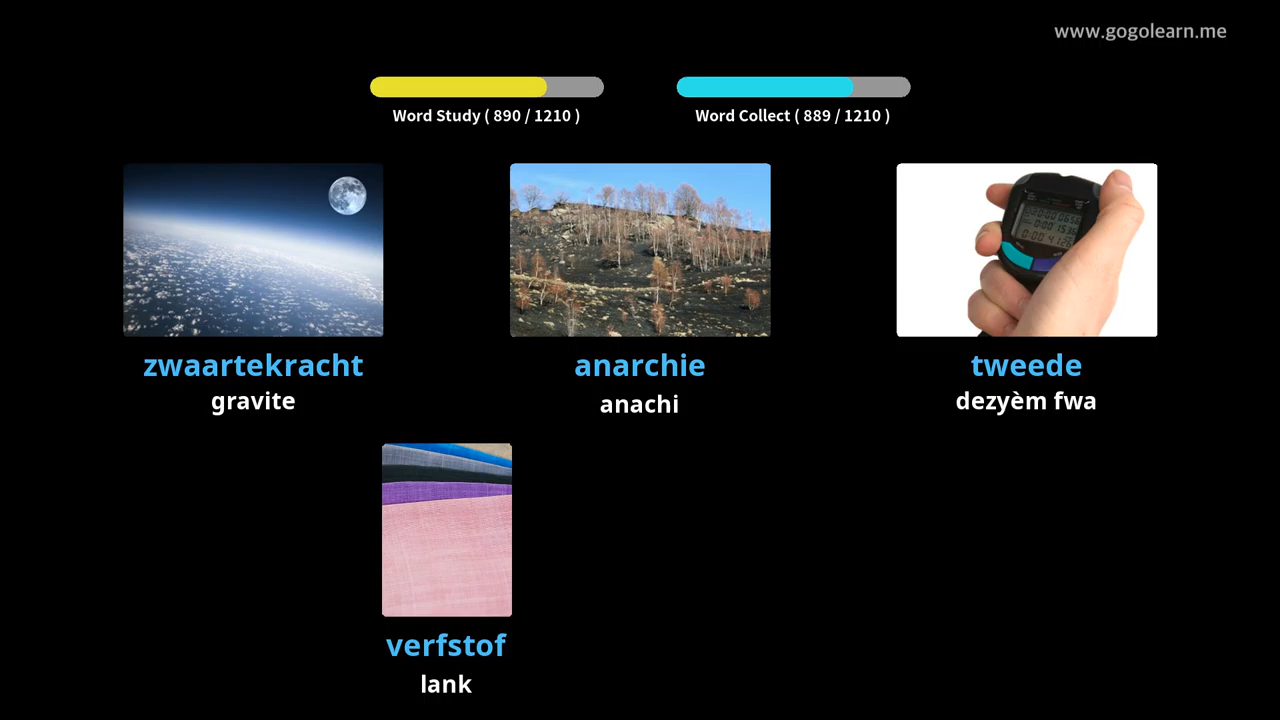 www.gogolearn.me
Word Study ( 890 / 1210 )
Word Collect ( 889 / 1210 )
zwaartekracht
gravite
anarchie
anachi
tweede
dezyèm fwa
verfstof
lank